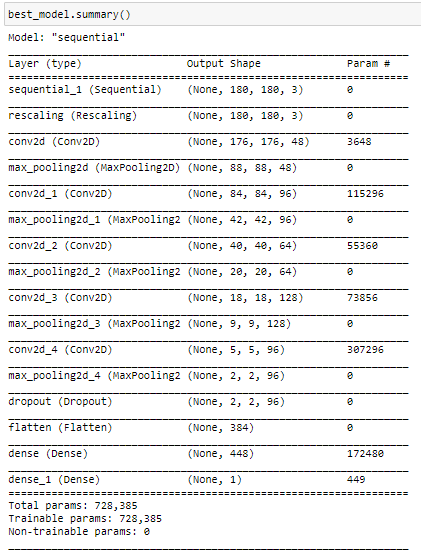 best_model.summary()
Model: "sequential"
Layer (type) Output Shape Param #
sequential_1 (Sequential) (None, 180, 180, 3) 0
rescaling (Rescaling) (None, 180, 180, 3) 0
conv2d (Conv2D) (None, 176, 176, 48) 3648
max_pooling2d (MaxPooling2D) (None, 88, 88, 48) 0
conv2d_1 (Conv2D) (None, 84, 84, 96) 115296
max_pooling2d_1 (MaxPooling2 (None, 42, 42, 96) 0
conv2d_2 (Conv2D) (None, 40, 40, 64) 55360
max_pooling2d_2 (MaxPooling2 (None, 20, 20, 64) 0
conv2d_3 (Conv2D) (None, 18, 18, 128) 73856
max_pooling2d_3 (MaxPooling2 (None, 9, 9, 128) 0
conv2d_4 (Conv2D) (None, 5, 5, 96) 307296
max_pooling2d_4 (MaxPooling2 (None, 2, 2, 96) 0
dropout (Dropout) (None, 2, 2, 96) 0
flatten (Flatten) (None, 384) 0
dense (Dense) (None, 448) 172480
dense_1 (Dense) (None, 1) 449
Total params: 728,385
Trainable params: 728,385
Non-trainable params: 0